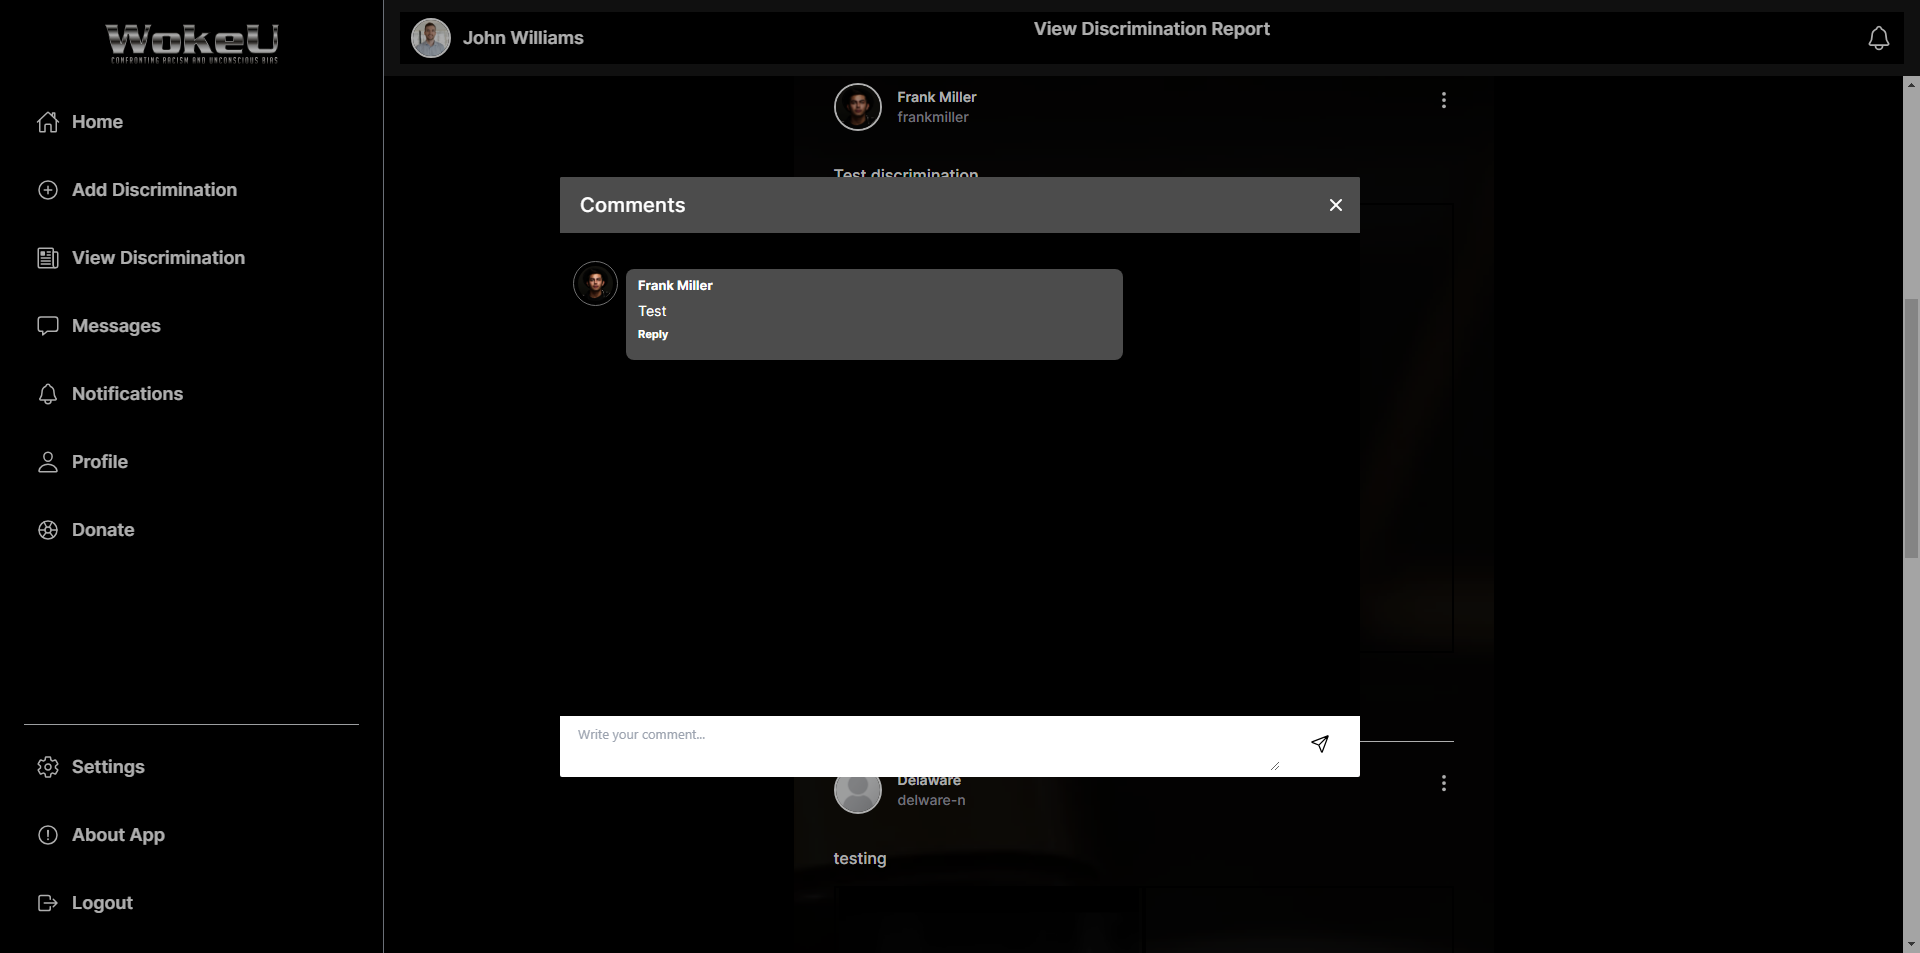 WokeU
CONFRONTING RACISM AND UNCONSCIOUS BIAS
Home
Add Discrimination
View Discrimination
Messages
Notifications
Profile
Donate
Settings
About App
Logout
John Williams
View Discrimination Report
Frank Miller
frankmiller
Test discrimination
Comments
Frank Miller
Test
Reply
Write your comment...
Delaware
delware-n
testing